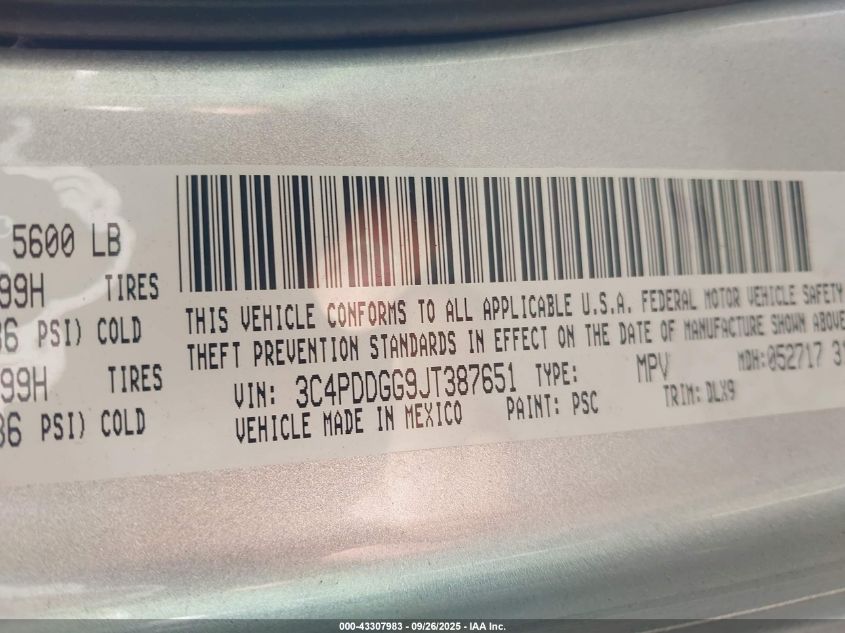 5600 LB
99H TIRES
36 PSI) COLD
99H TIRES
36 PSI) COLD
THIS VEHICLE CONFORMS TO ALL APPLICABLE U.S.A. FEDERAL MOTOR VEHICLE SAFETY
THEFT PREVENTION STANDARDS IN EFFECT ON THE DATE OF MANUFACTURE SHOWN ABOVE
VIN: 3C4PDDGG9JT387651 TYPE: MPV MDH:052717 31
VEHICLE MADE IN MEXICO PAINT: PSC TRIM: DLX9
000-43307983 - 09/26/2025 - IAA Inc.